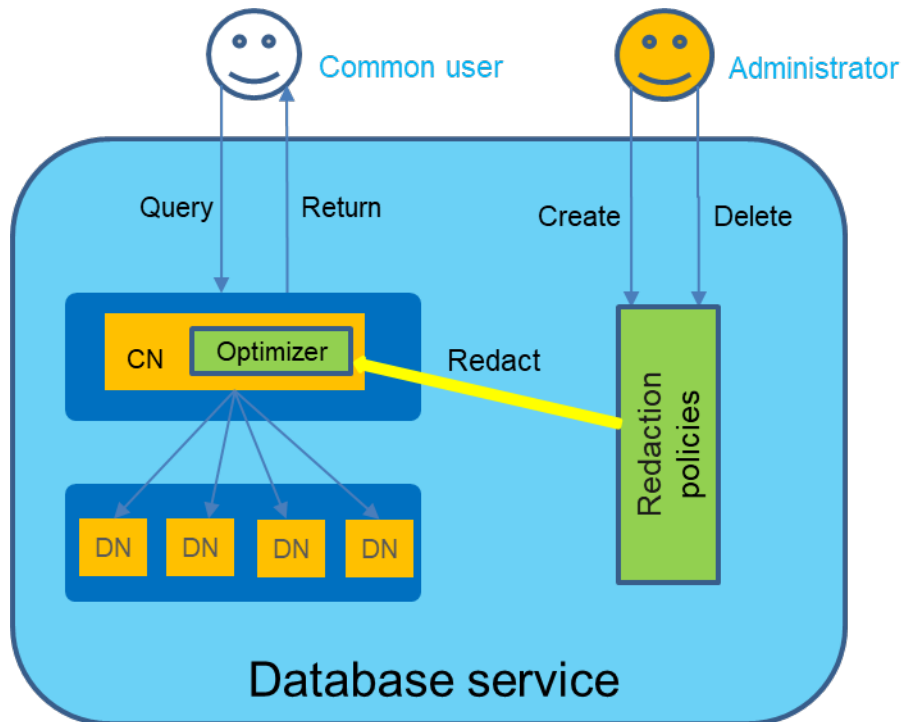 Common user
Administrator
Query
Return
Create
Delete
CN
Optimizer
Redact
Redaction
policies
DN
DN
DN
DN
Database service